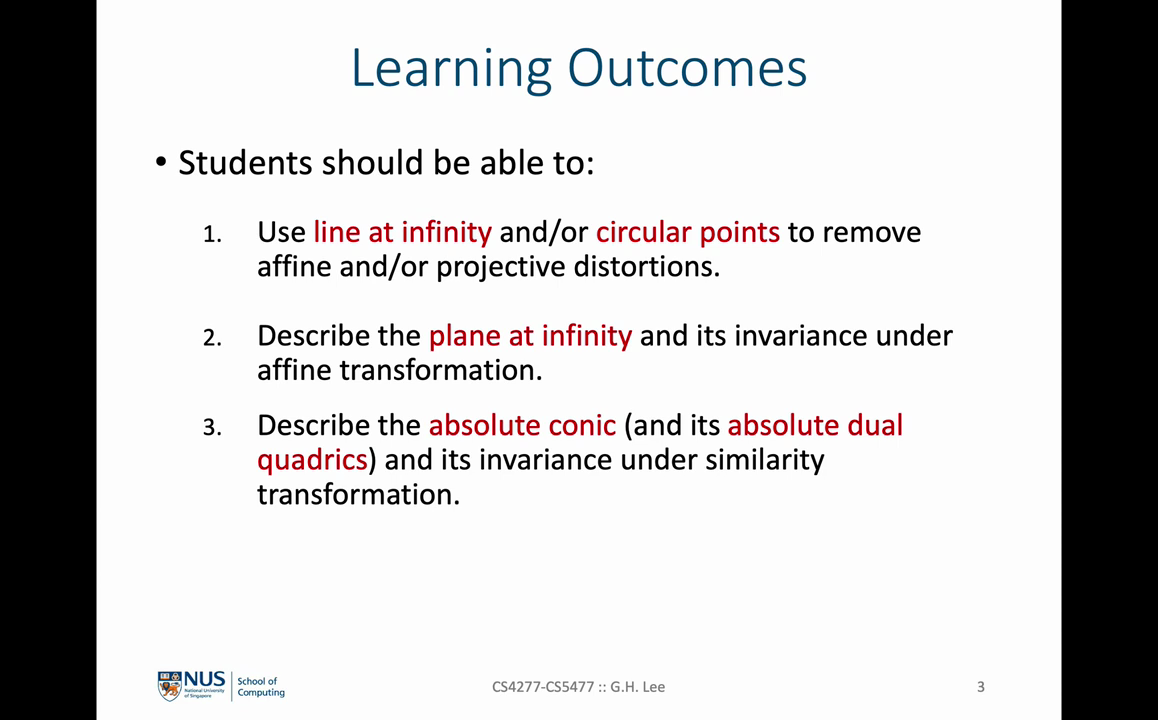 Learning Outcomes
• Students should be able to:
1. Use line at infinity and/or circular points to remove
affine and/or projective distortions.
2. Describe the plane at infinity and its invariance under
affine transformation.
3. Describe the absolute conic (and its absolute dual
quadrics) and its invariance under similarity
transformation.
NUS
National University
of Singapore
School of
Computing
CS4277-CS5477 :: G.H. Lee
3